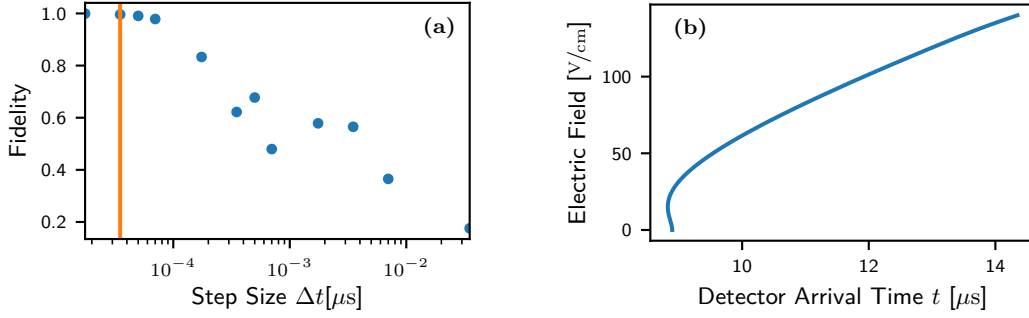 (a)
Fidelity
1.0
0.8
0.6
0.4
0.2
10⁻⁴
10⁻³
10⁻²
Step Size Δt[μs]
(b)
Electric Field [V/cm]
100
50
0
10
12
14
Detector Arrival Time t [μs]